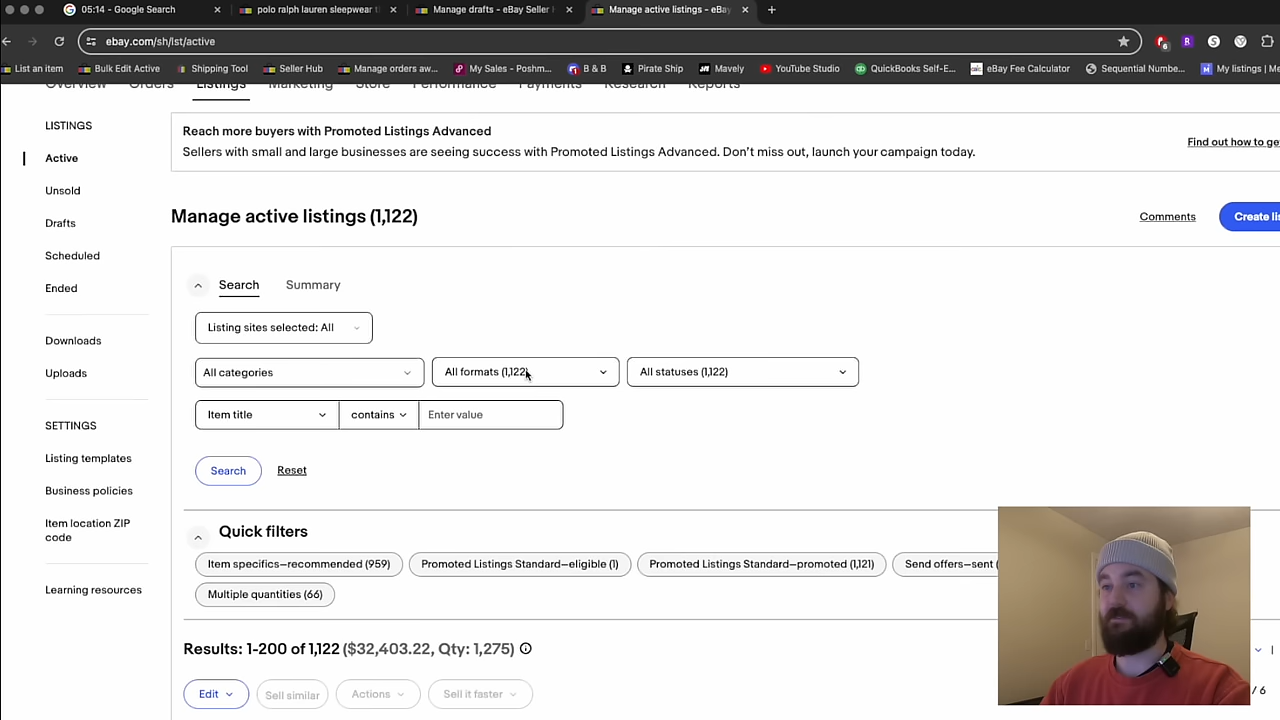 05:14 - Google Search
polo ralph lauren sleepwear
Manage drafts - eBay Seller
Manage active listings - eBay
ebay.com/sh/lst/active
6
List an item
Bulk Edit Active
Shipping Tool
Seller Hub
Manage orders aw...
My Sales - Poshm...
B & B
Pirate Ship
Mavely
YouTube Studio
QuickBooks Self-E...
eBay Fee Calculator
Sequential Numbe...
My listings | Me
Overview
Orders
Listings
Marketing
Store
Performance
Payments
Research
Reports
LISTINGS
Active
Unsold
Drafts
Scheduled
Ended
Downloads
Uploads
SETTINGS
Listing templates
Business policies
Item location ZIP
code
Learning resources
Reach more buyers with Promoted Listings Advanced
Sellers with small and large businesses are seeing success with Promoted Listings Advanced. Don't miss out, launch your campaign today.
Find out how to ge
Manage active listings (1,122)
Comments
Create li
Search
Summary
Listing sites selected: All
All categories
All formats (1,122)
All statuses (1,122)
Item title
contains
Enter value
Search
Reset
Quick filters
Item specifics–recommended (959)
Promoted Listings Standard–eligible (1)
Promoted Listings Standard–promoted (1,121)
Send offers–sent (
Multiple quantities (66)
Results: 1-200 of 1,122 ($32,403.22, Qty: 1,275)
/ 6
Edit
Sell similar
Actions
Sell it faster